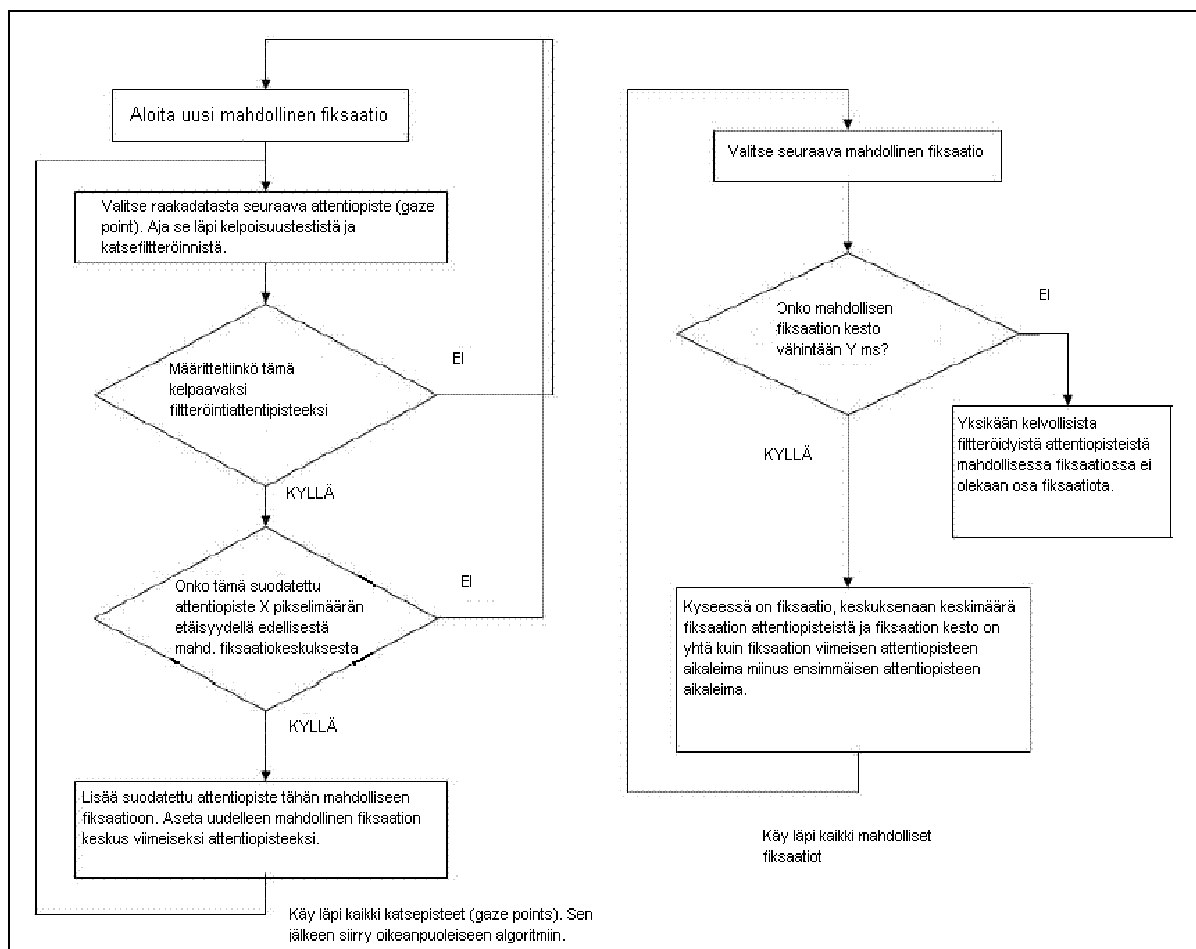 Aloita uusi mahdollinen fiksaatio
Valitse raakadatasta seuraava attentiopiste (gaze
point). Aja se läpi kelpoisuustestistä ja
katsefiltteröinnistä.
Määritteltiinkö tämä
kelpaavaksi
filtteröintiattentipisteeksi
EI
KYLLÄ
Onko tämä suodatettu
attentiopiste X pikselimäärän
etäisyydellä edellisestä
mahd. fiksaatiokeskuksesta
EI
KYLLÄ
Lisää suodatettu attentiopiste tähän mahdolliseen
fiksaatioon. Aseta uudelleen mahdollinen fiksaation
keskus viimeiseksi attentiopisteeksi.
Käy läpi kaikki katsepisteet (gaze points). Sen
jälkeen siirry oikeanpuoleiseen algoritmiin.
Valitse seuraava mahdollinen fiksaatio
Onko mahdollisen
fiksaation kesto
vähintään Y ms?
EI
Yksikään kelvollisista
filtteröidyistä attentiopisteistä
mahdollisessa fiksaatiossa ei
olekaan osa fiksaatiota.
KYLLÄ
Kyseessä on fiksaatio, keskuksenaan keskimäärä
fiksaation attentiopisteistä ja fiksaation kesto on
yhtä kuin fiksaation viimeisen attentiopisteen
aikaleima miinus ensimmäisen attentiopisteen
aikaleima.
Käy läpi kaikki mahdolliset
fiksaatiot